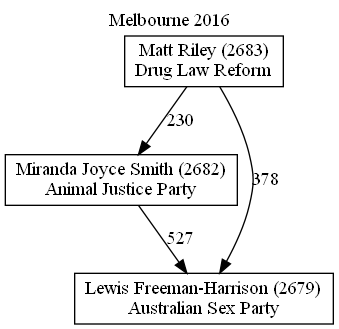 Melbourne 2016
Matt Riley (2683)
Drug Law Reform
230
Miranda Joyce Smith (2682)
Animal Justice Party
378
527
Lewis Freeman-Harrison (2679)
Australian Sex Party